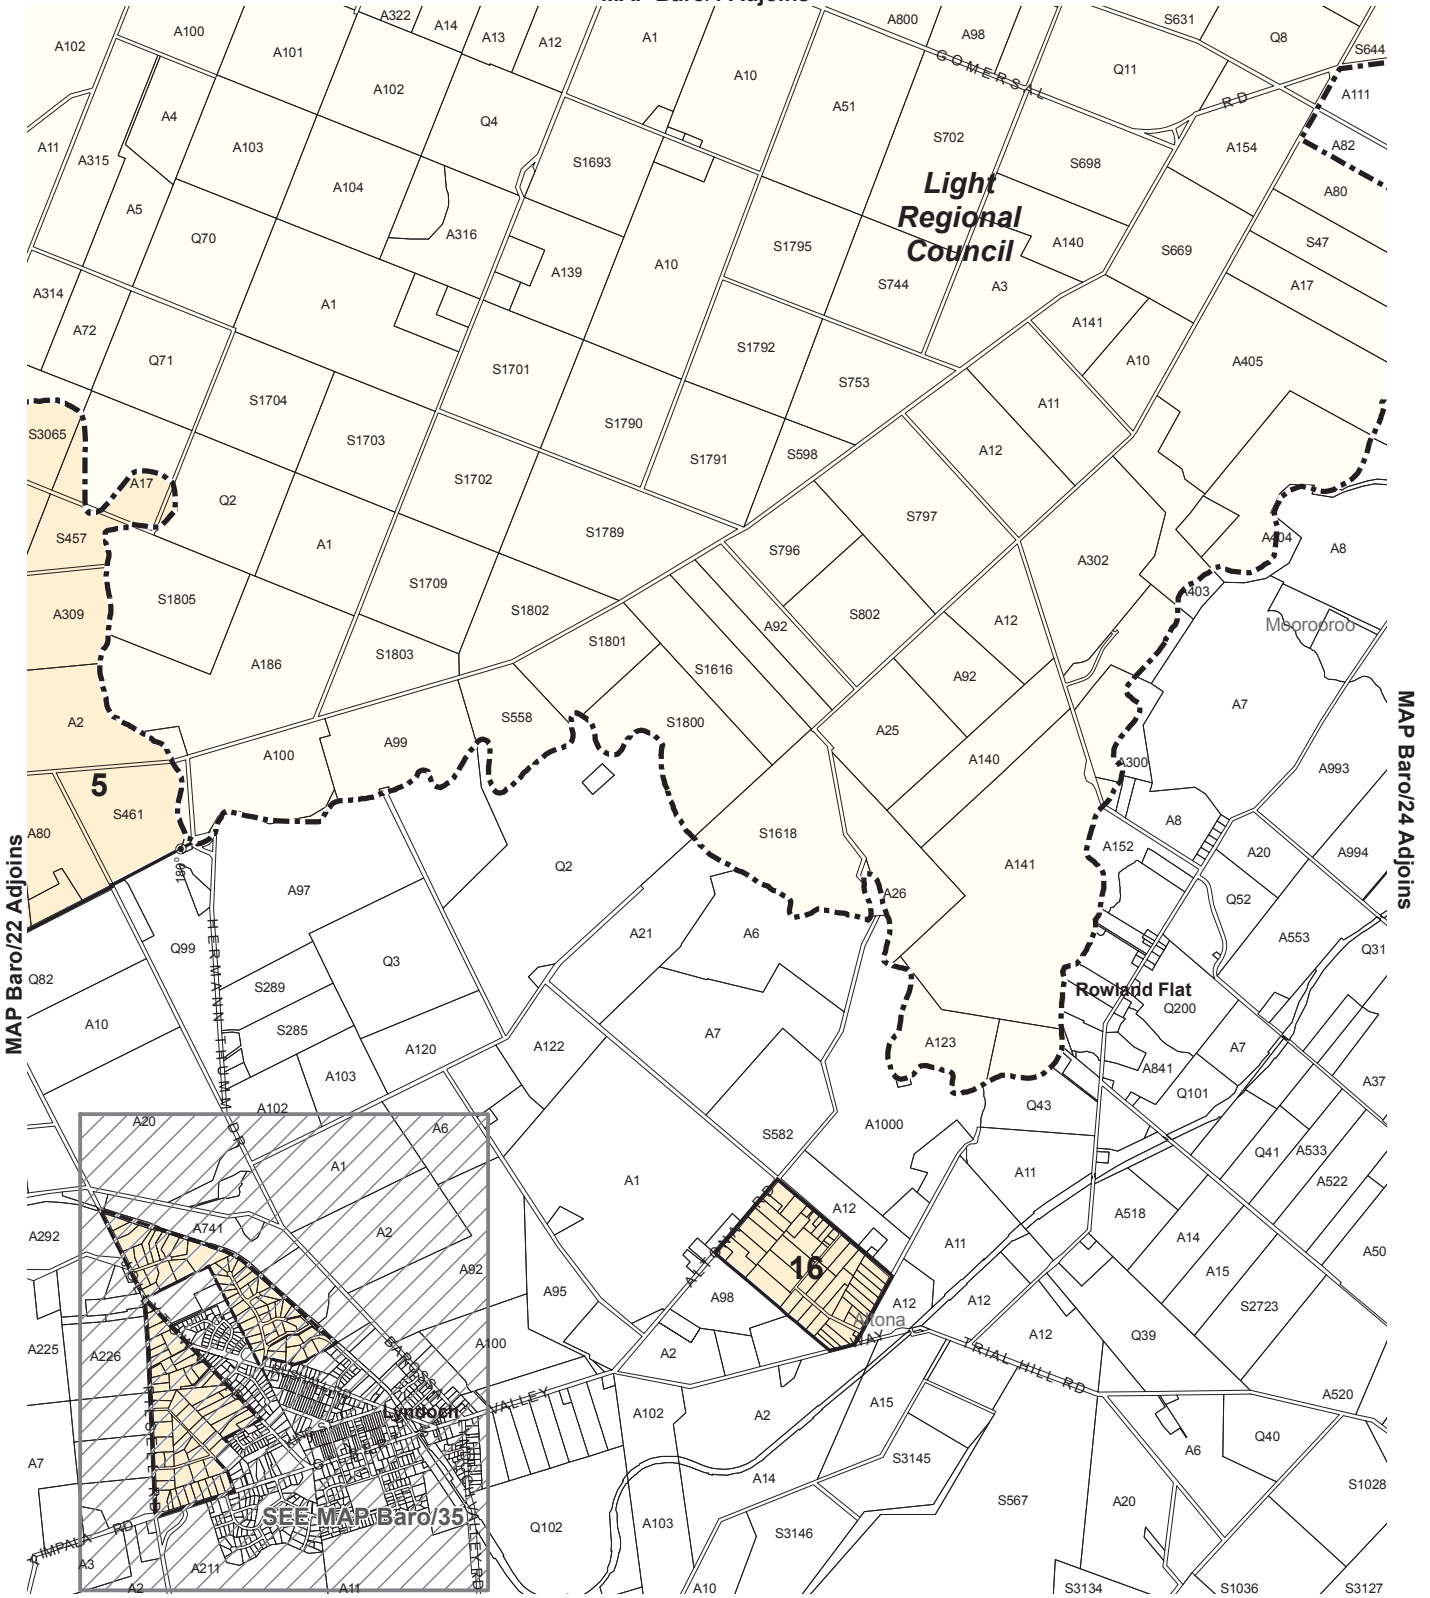 A322
A14
A13
A12
A1
A800
A98
S631
Q8
S644
A102
A100
A101
A102
A10
A51
GOMERSAL
RD
Q11
A111
A4
Q4
A11
A315
A103
S1693
S702
S698
A154
A82
A104
A5
A80
Light
Regional
Council
Q70
A316
A10
S1795
A140
S669
S47
A139
A314
A1
S744
A3
A17
A72
A141
Q71
S1701
S1792
A10
A405
S753
S1704
A11
S3065
S1703
S1790
A12
S1791
S598
A17
S1702
Q2
S797
S457
S1789
A1
S796
A404
A8
A302
S1709
A309
S1805
S1802
S802
A403
A12
A92
Moorooroo
S1801
A186
S1803
S1616
A92
A7
A2
S558
S1800
A25
A99
A100
A140
A300
A993
MAP Baro/24 Adjoins
5
S461
A80
S1618
A8
A152
A20
A994
180°
A97
Q2
A141
A26
Q52
MAP Baro/22 Adjoins
HERMANN THUMM DR
Q99
A21
A6
A553
Q31
Q82
Q3
S289
Rowland Flat
Q200
A10
S285
A7
A123
A120
A122
A7
A841
A103
A37
Q101
A102
Q43
A20
A6
S582
A1000
Q41
A533
A1
A11
A522
A1
A12
A518
A741
A2
A292
A14
A11
A50
16
A92
A15
A95
A98
A12
A12
S2723
Altona
WAY
A225
A226
A100
A2
TRIAL HILL RD
A12
Q39
BAROSSA
VALLEY
A520
Lyndoch
A102
A2
A15
Q40
A6
A7
S3145
A14
S1028
S567
A20
SEE MAP Baro/35
Q102
A103
S3146
IMPALA RD
A3
A211
A2
A11
A10
S3134
S1036
S3127